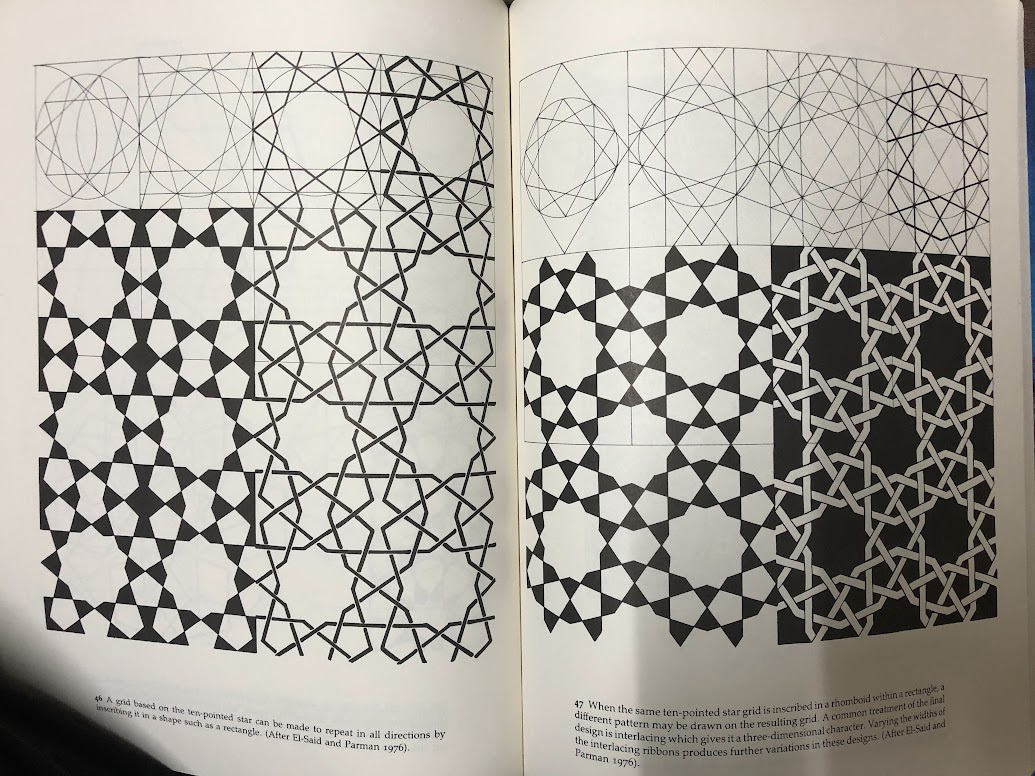 46 A grid based on the ten-pointed star can be made to repeat in all directions by
inscribing it in a shape such as a rectangle. (After El-Said and Parman 1976).
47 When the same ten-pointed star grid is inscribed in a rhomboid within a rectangle, a
different pattern may be drawn on the resulting grid. A common treatment of the final
design is interlacing which gives it a three-dimensional character. Varying the widths of
the interlacing ribbons produces further variations in these designs. (After El-Said and
Parman 1976).